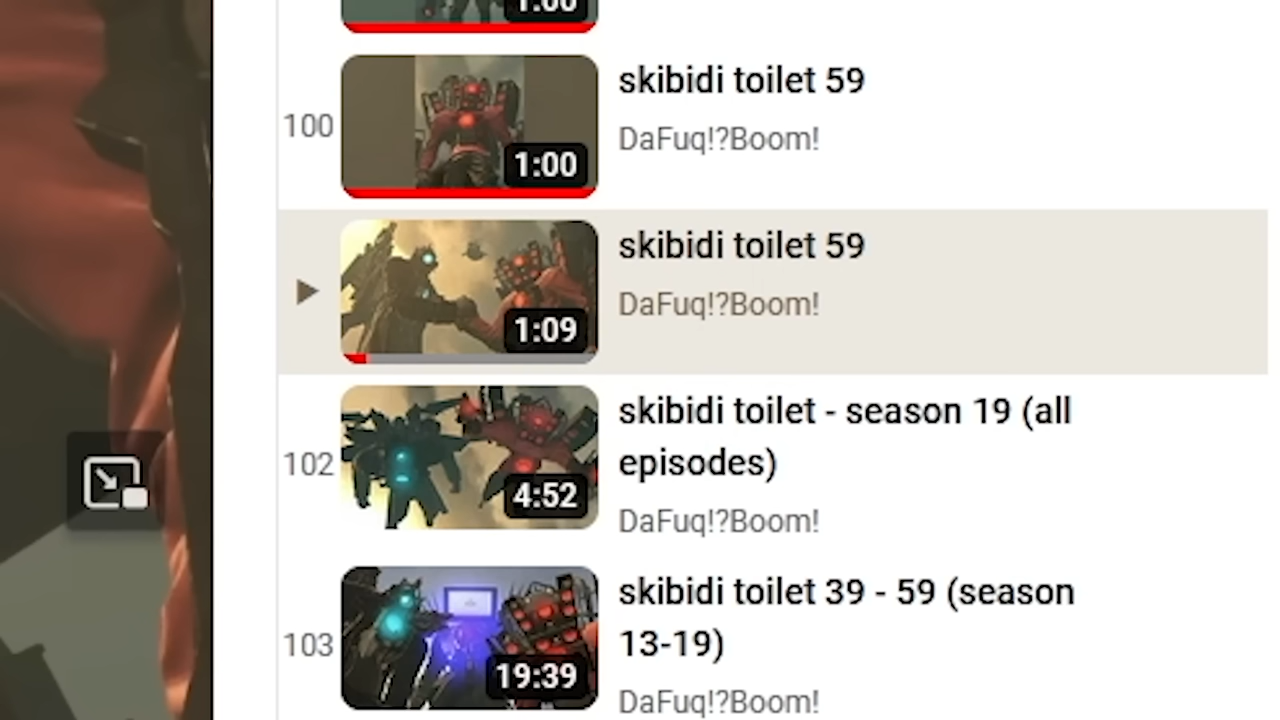 1:00
100
skibidi toilet 59
DaFuq!?Boom!
1:00
skibidi toilet 59
DaFuq!?Boom!
1:09
102
skibidi toilet - season 19 (all
episodes)
DaFuq!?Boom!
4:52
103
skibidi toilet 39 - 59 (season
13-19)
DaFuq!?Boom!
19:39